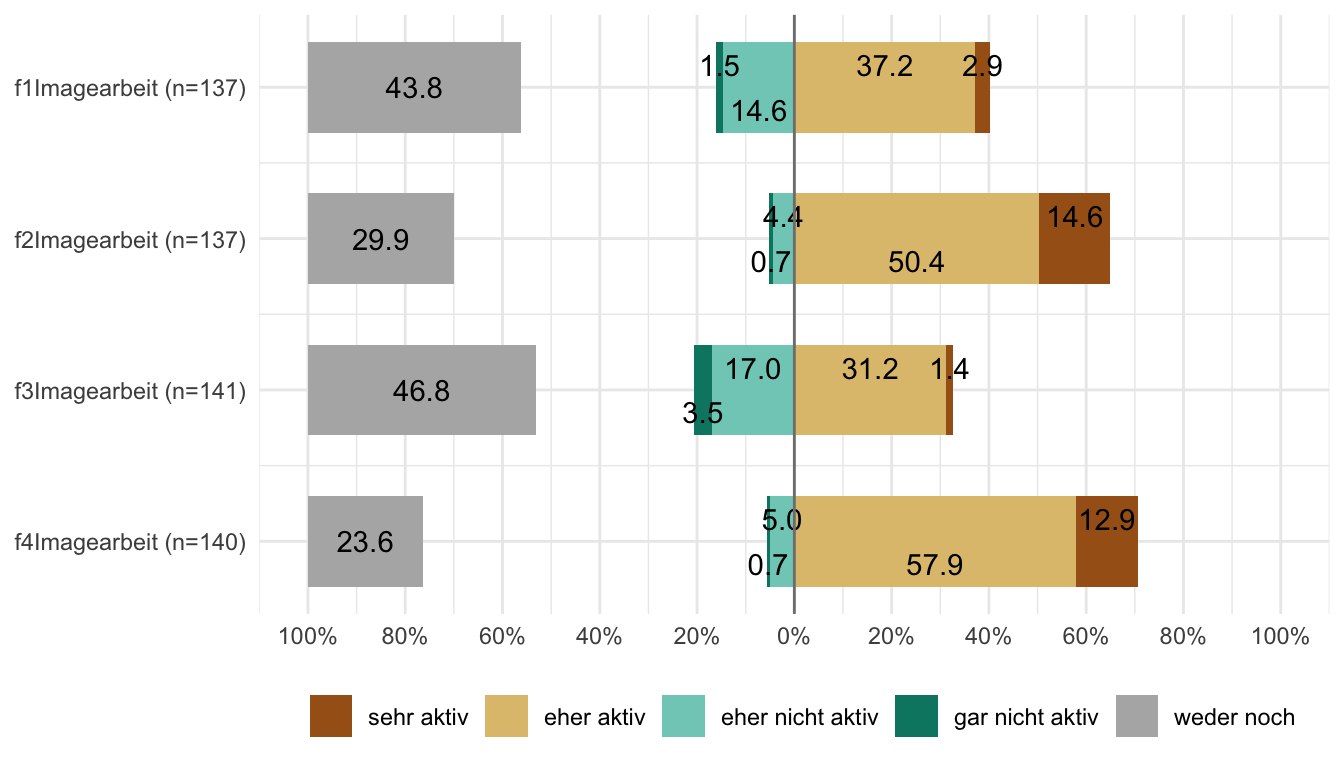 1.5 37.2 2.9
f1Imagearbeit (n=137) 43.8
14.6
4.4 14.6
f2Imagearbeit (n=137) 29.9
0.7 50.4
17.0 31.2 1.4
f3Imagearbeit (n=141) 46.8
3.5
5.0 12.9
f4Imagearbeit (n=140) 23.6
0.7 57.9
100% 80% 60% 40% 20% 0% 20% 40% 60% 80% 100%
sehr aktiv eher aktiv eher nicht aktiv gar nicht aktiv weder noch